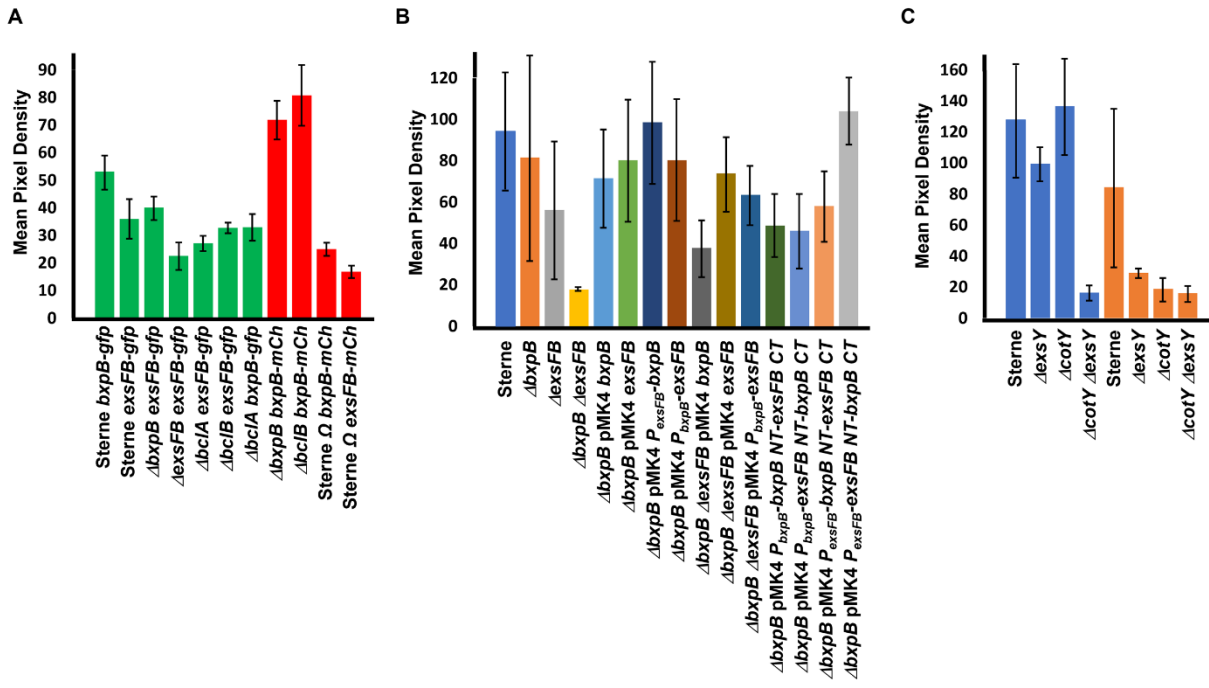 A
Mean Pixel Density
90
80
70
60
50
40
30
20
10
0
Sterne bxpB-gfp
Sterne exsFB-gfp
ΔbxpB exsFB-gfp
ΔexsFB exsFB-gfp
ΔbclA exsFB-gfp
ΔbclB exsFB-gfp
ΔbclA bxpB-gfp
ΔbxpB bxpB-mCh
ΔbclB bxpB-mCh
Sterne Ω bxpB-mCh
Sterne Ω exsFB-mCh
B
Mean Pixel Density
120
100
80
60
40
20
0
Sterne
ΔbxpB
ΔexsFB
ΔbxpB ΔexsFB
ΔbxpB pMK4 bxpB
ΔbxpB pMK4 exsFB
ΔbxpB pMK4 PexsFB-bxpB
ΔbxpB pMK4 PbxpB-exsFB
ΔbxpB ΔexsFB pMK4 bxpB
ΔbxpB ΔexsFB pMK4 exsFB
ΔbxpB ΔexsFB pMK4 PbxpB-exsFB
ΔbxpB pMK4 PbxpB-bxpB NT-exsFB CT
ΔbxpB pMK4 PbxpB-exsFB NT-bxpB CT
ΔbxpB pMK4 PexsFB-bxpB NT-exsFB CT
ΔbxpB pMK4 PexsFB-exsFB NT-bxpB CT
C
Mean Pixel Density
160
140
120
100
80
60
40
20
0
Sterne
ΔexsY
ΔcotY
ΔcotY ΔexsY
Sterne
ΔexsY
ΔcotY
ΔcotY ΔexsY